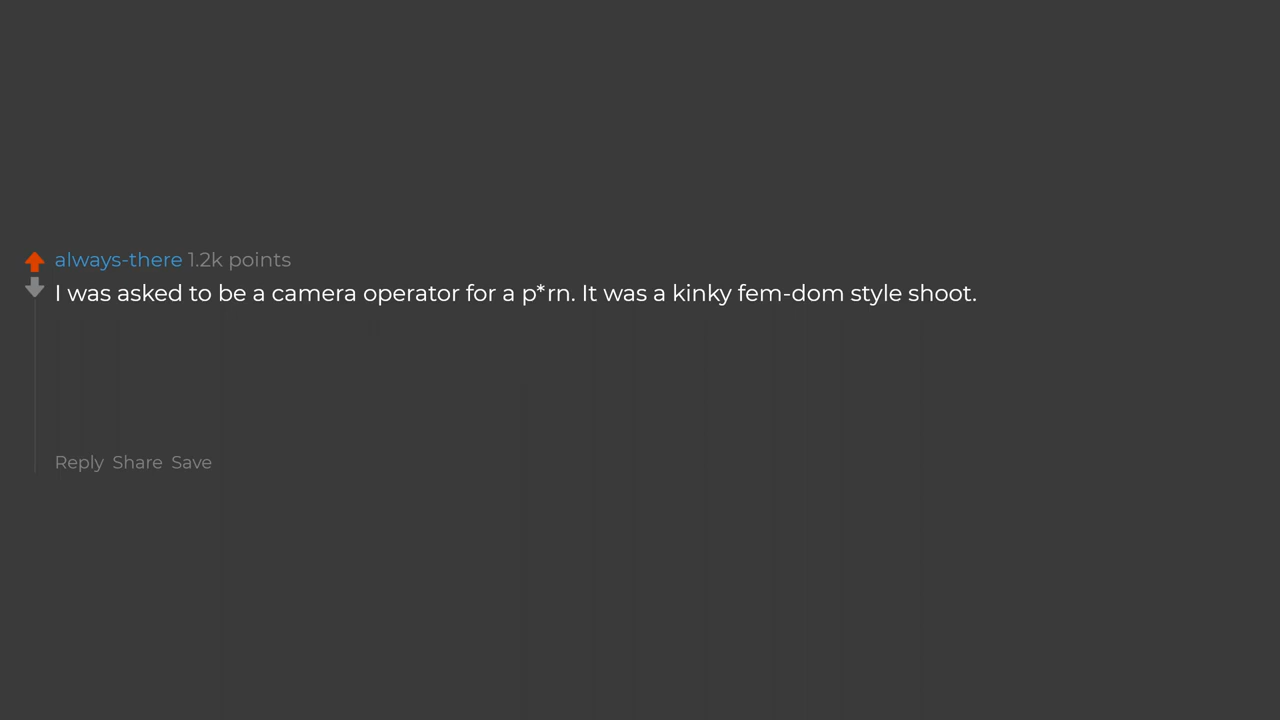 always-there 1.2k points
I was asked to be a camera operator for a p*rn. It was a kinky fem-dom style shoot.
Reply Share Save